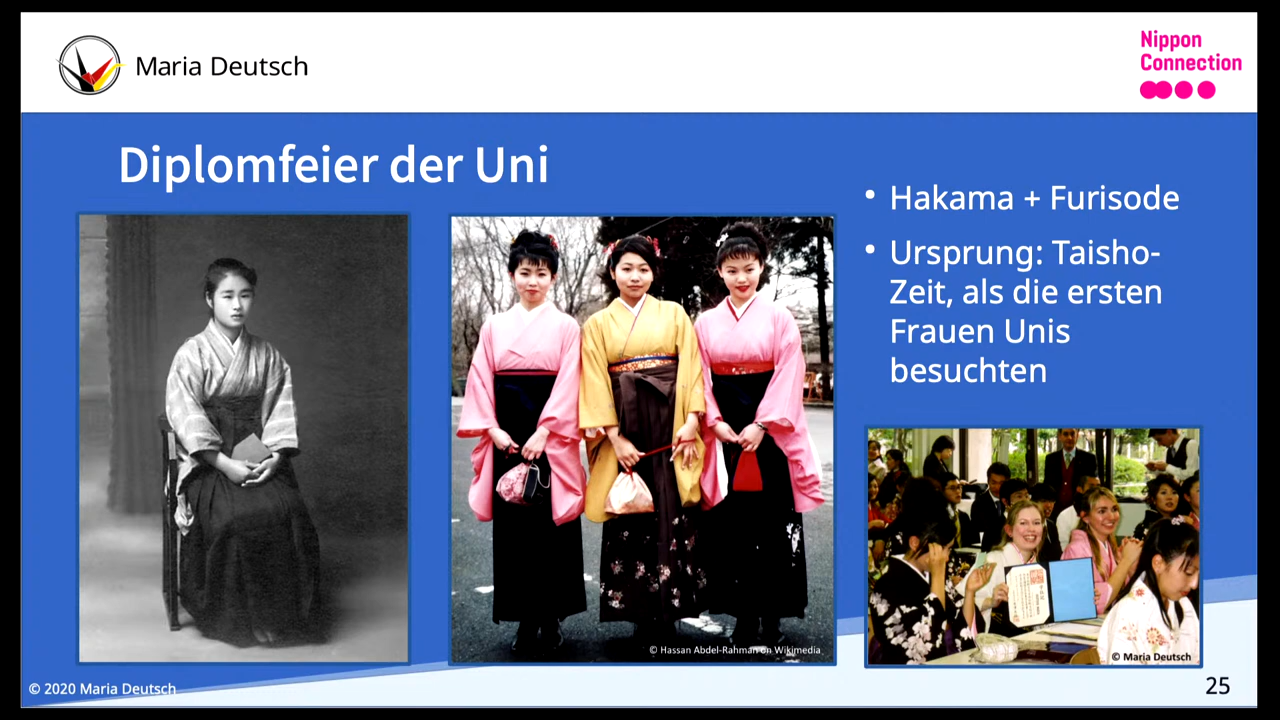 Maria Deutsch
Nippon
Connection
Diplomfeier der Uni
• Hakama + Furisode
• Ursprung: Taisho-
Zeit, als die ersten
Frauen Unis
besuchten
© Hassan Abdel-Rahman on Wikimedia
© Maria Deutsch
© 2020 Maria Deutsch
25